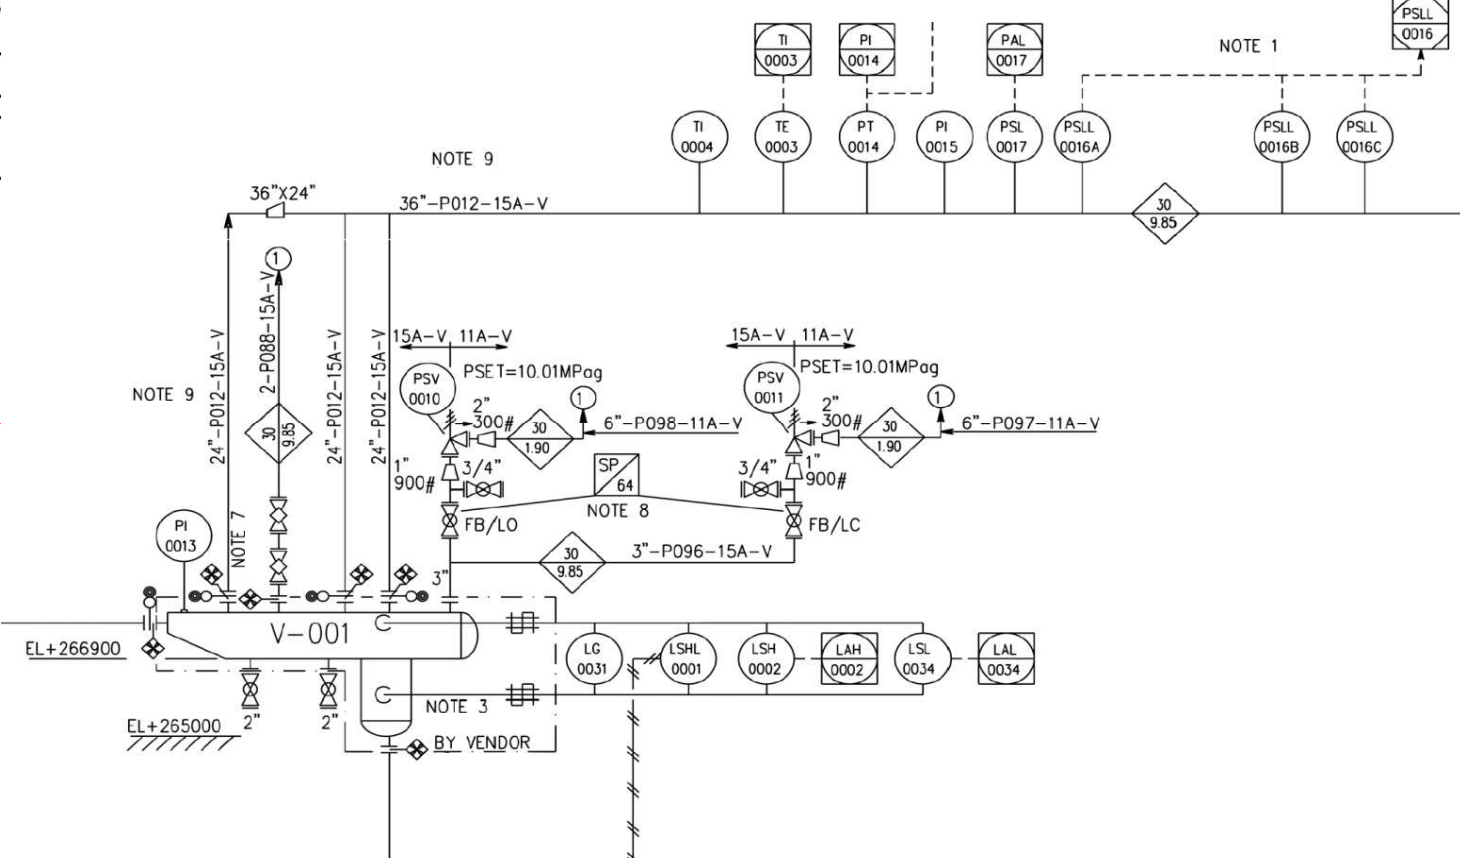 PSLL
0016
TI
0003
PI
0014
PAL
0017
NOTE 1
TI
0004
TE
0003
PT
0014
PI
0015
PSL
0017
PSLL
0016A
PSLL
0016B
PSLL
0016C
NOTE 9
36"X24"
36"-P012-15A-V
30
9.85
1
2-P088-15A-V
24"-P012-15A-V
24"-P012-15A-V
24"-P012-15A-V
NOTE 9
30
9.85
15A-V 11A-V
PSV
0010
PSET=10.01MPag
2"
300#
1
30
1.90
6"-P098-11A-V
15A-V 11A-V
PSV
0011
PSET=10.01MPag
2"
300#
1
30
1.90
6"-P097-11A-V
1"
900#
3/4"
SP
64
NOTE 8
3/4"
1"
900#
FB/LO
FB/LC
PI
0013
NOTE 7
3"
30
9.85
3"-P096-15A-V
V-001
C
EL+266900
LG
0031
LSHL
0001
LSH
0002
LAH
0002
LSL
0034
LAL
0034
C
NOTE 3
2"
2"
EL+265000
BY VENDOR